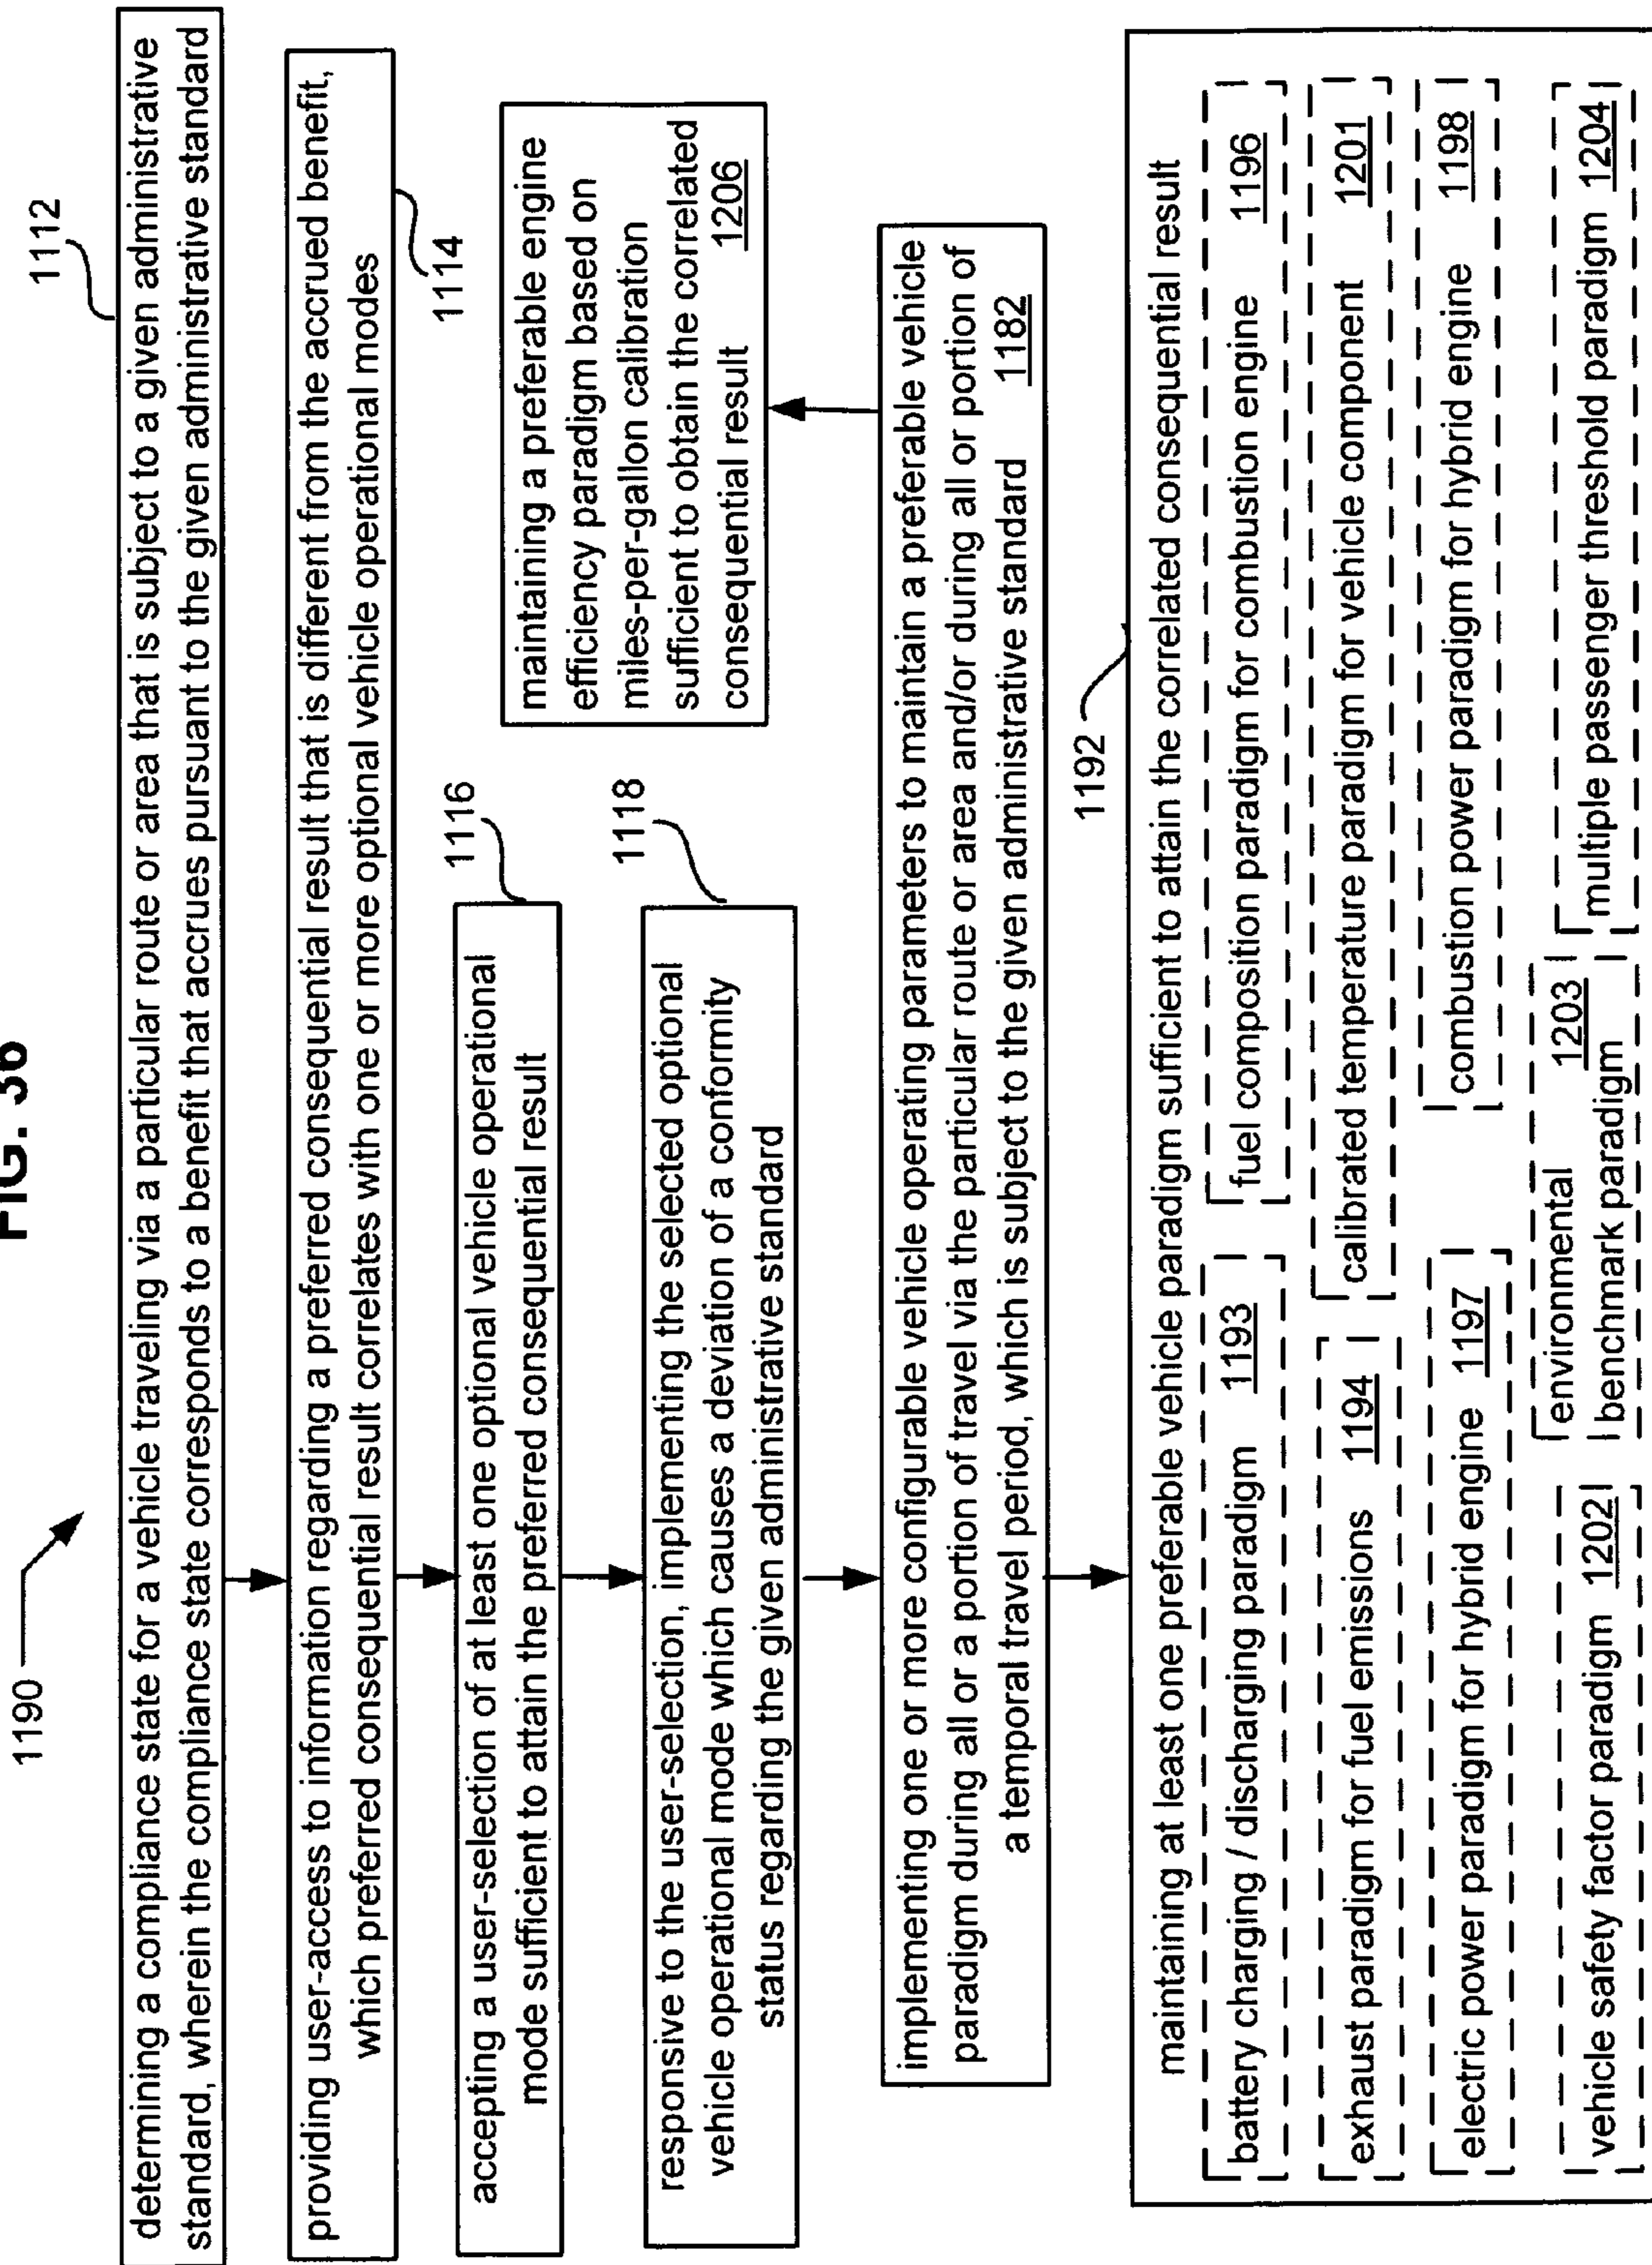 FIG. 36
1190
1112
determining a compliance state for a vehicle traveling via a particular route or area that is subject to a given administrative
standard, wherein the compliance state corresponds to a benefit that accrues pursuant to the given administrative standard
providing user-access to information regarding a preferred consequential result that is different from the accrued benefit,
which preferred consequential result correlates with one or more optional vehicle operational modes
1114
1116
accepting a user-selection of at least one optional vehicle operational
mode sufficient to attain the preferred consequential result
1118
responsive to the user-selection, implementing the selected optional
vehicle operational mode which causes a deviation of a conformity
status regarding the given administrative standard
maintaining a preferable engine
efficiency paradigm based on
miles-per-gallon calibration
sufficient to obtain the correlated
consequential result 1206
implementing one or more configurable vehicle operating parameters to maintain a preferable vehicle
paradigm during all or a portion of travel via the particular route or area and/or during all or portion of
a temporal travel period, which is subject to the given administrative standard 1182
1192
maintaining at least one preferable vehicle paradigm sufficient to attain the correlated consequential result
battery charging / discharging paradigm 1193
fuel composition paradigm for combustion engine 1196
exhaust paradigm for fuel emissions 1194
calibrated temperature paradigm for vehicle component 1201
electric power paradigm for hybrid engine 1197
combustion power paradigm for hybrid engine 1198
vehicle safety factor paradigm 1202
environmental 1203
benchmark paradigm
multiple passenger threshold paradigm 1204